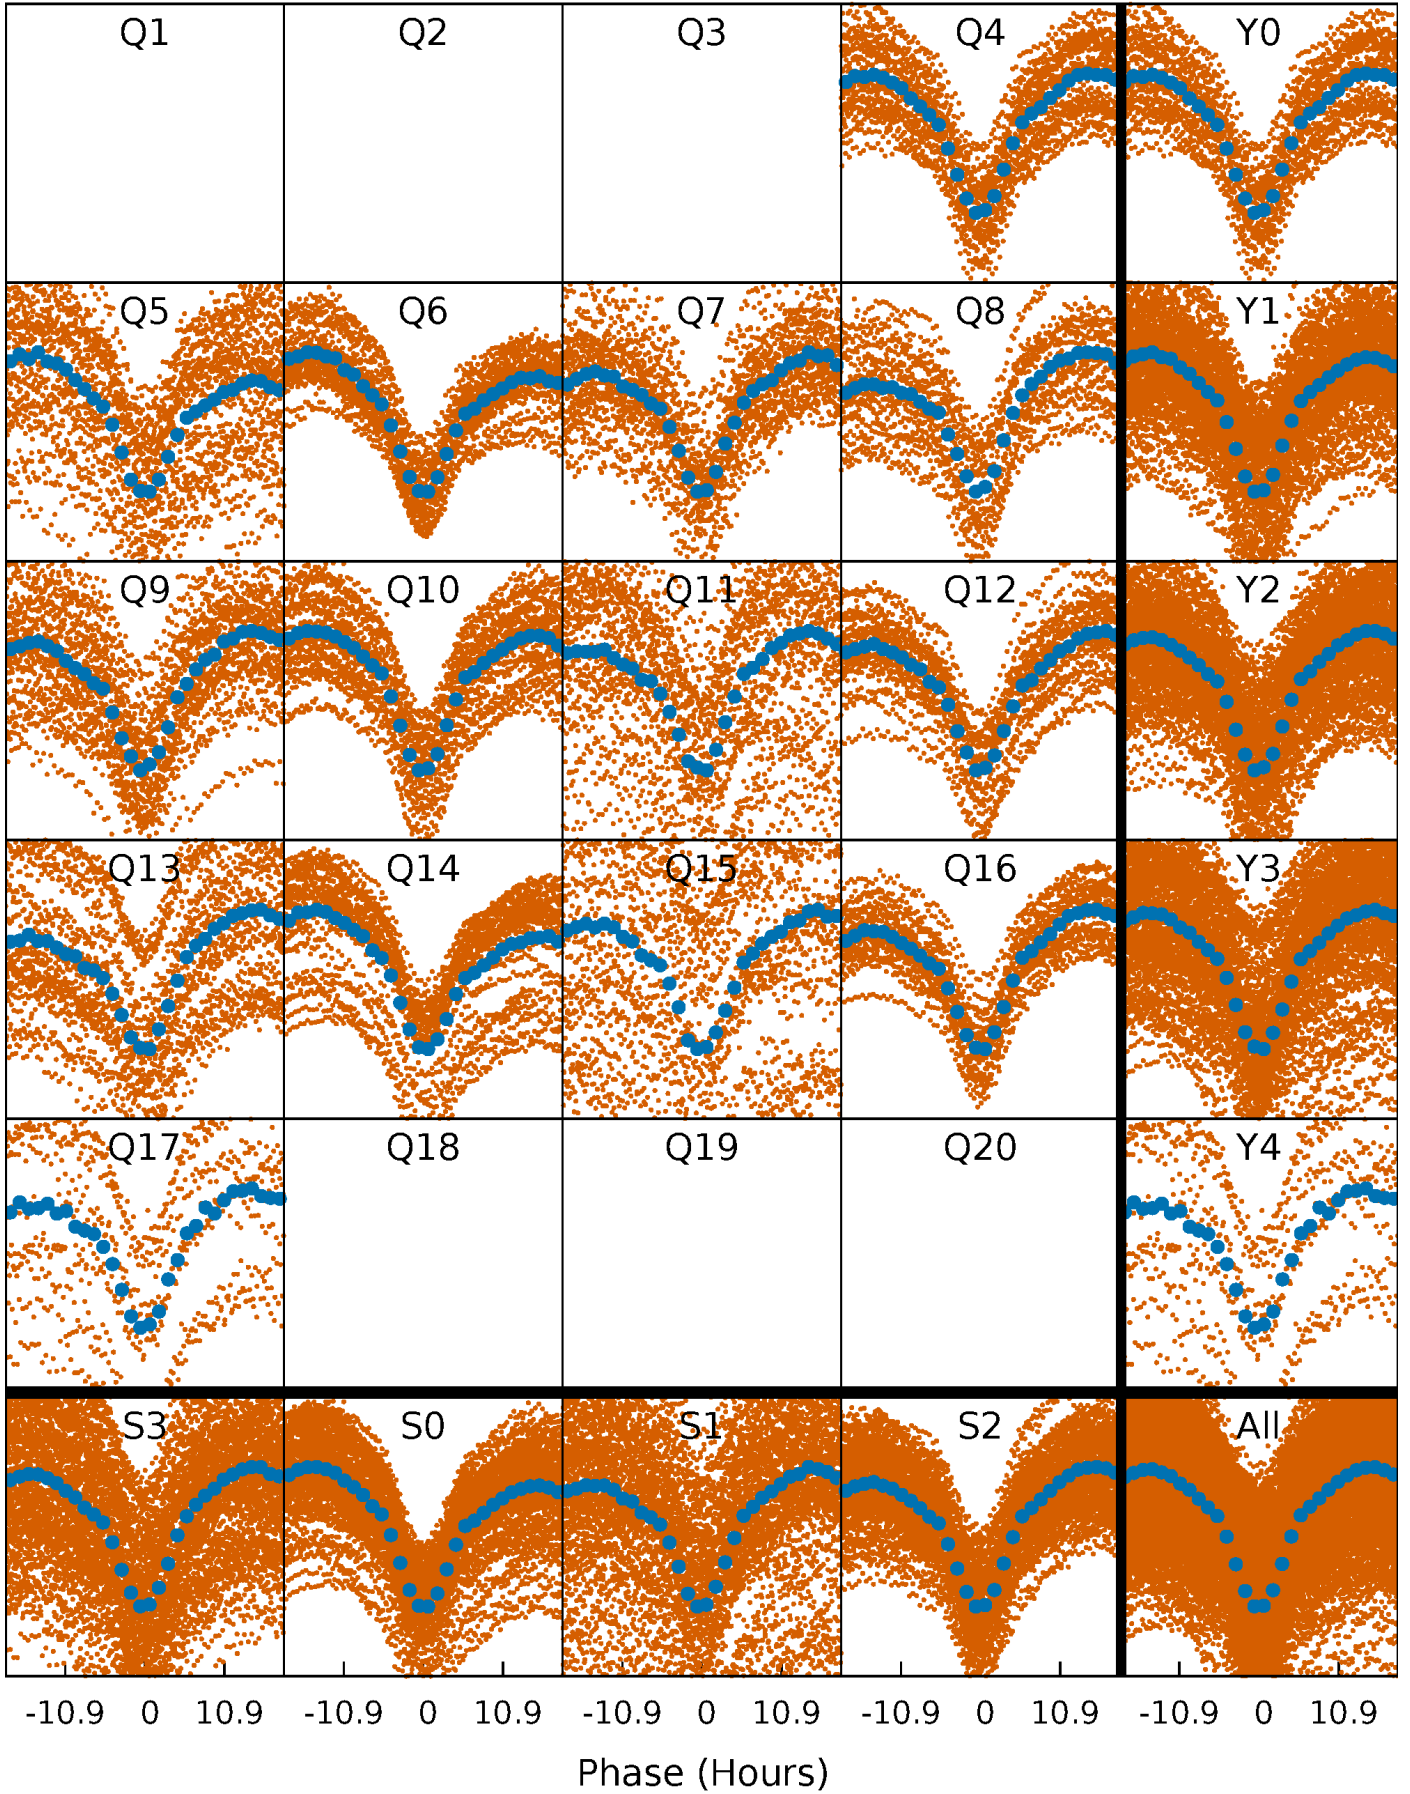 Q1 Q2 Q3 Q4 Y0
Q5 Q6 Q7 Q8 Y1
Q9 Q10 Q11 Q12 Y2
Q13 Q14 Q15 Q16 Y3
Q17 Q18 Q19 Q20 Y4
S3 S0 S1 S2 All
-10.9 0 10.9 -10.9 0 10.9 -10.9 0 10.9 -10.9 0 10.9 -10.9 0 10.9
Phase (Hours)